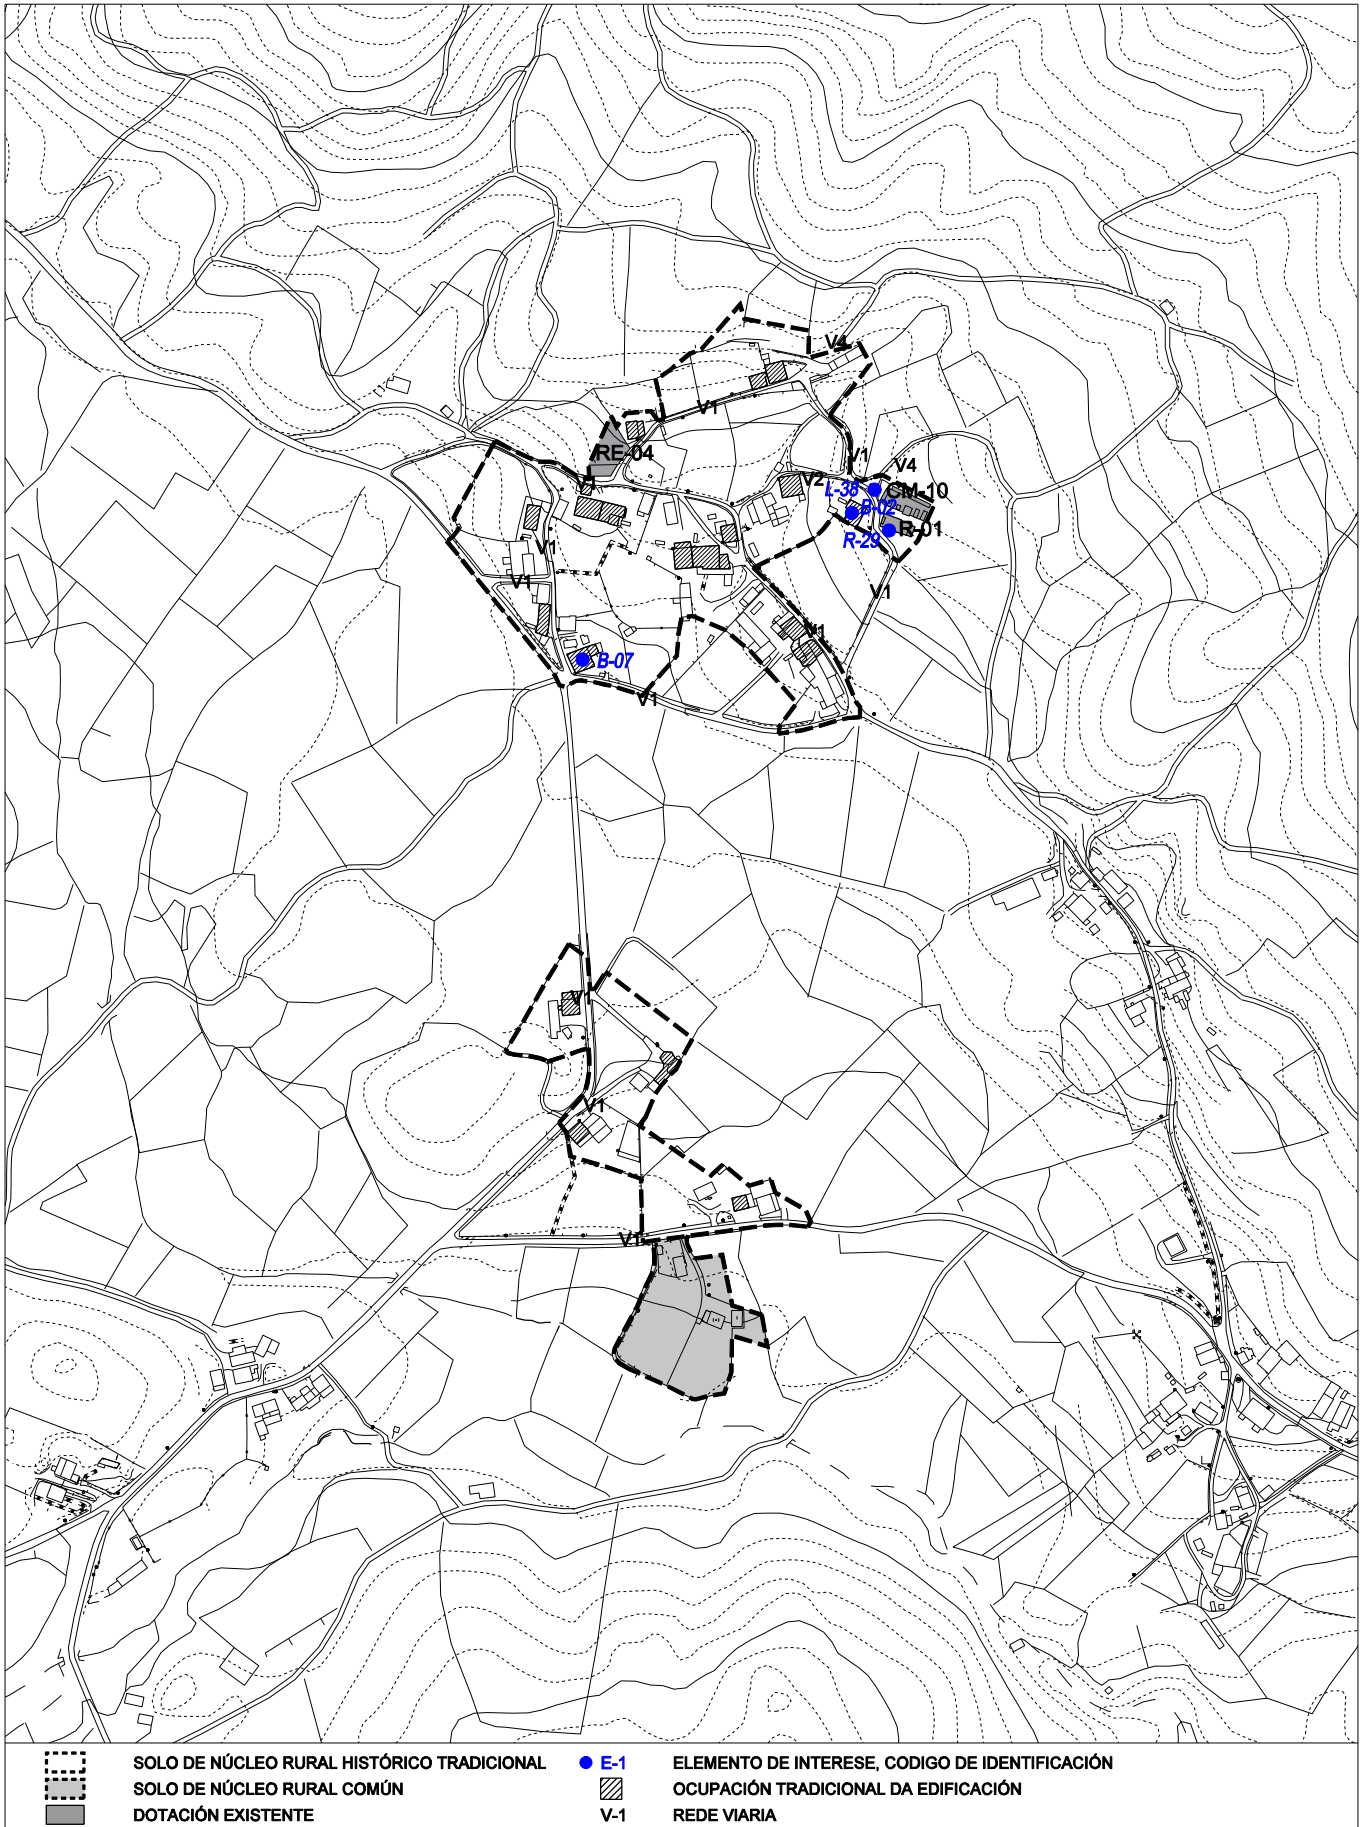 V4
V1
RE-04
V1
V4
V2
L-38
CM-10
V1
B-02
R-01
R-29
V1
V1
V1
V1
B-07
V1
V1
V1
V1
SOLO DE NÚCLEO RURAL HISTÓRICO TRADICIONAL
E-1
ELEMENTO DE INTERESE, CODIGO DE IDENTIFICACIÓN
SOLO DE NÚCLEO RURAL COMÚN
OCUPACIÓN TRADICIONAL DA EDIFICACIÓN
DOTACIÓN EXISTENTE
V-1
REDE VIARIA